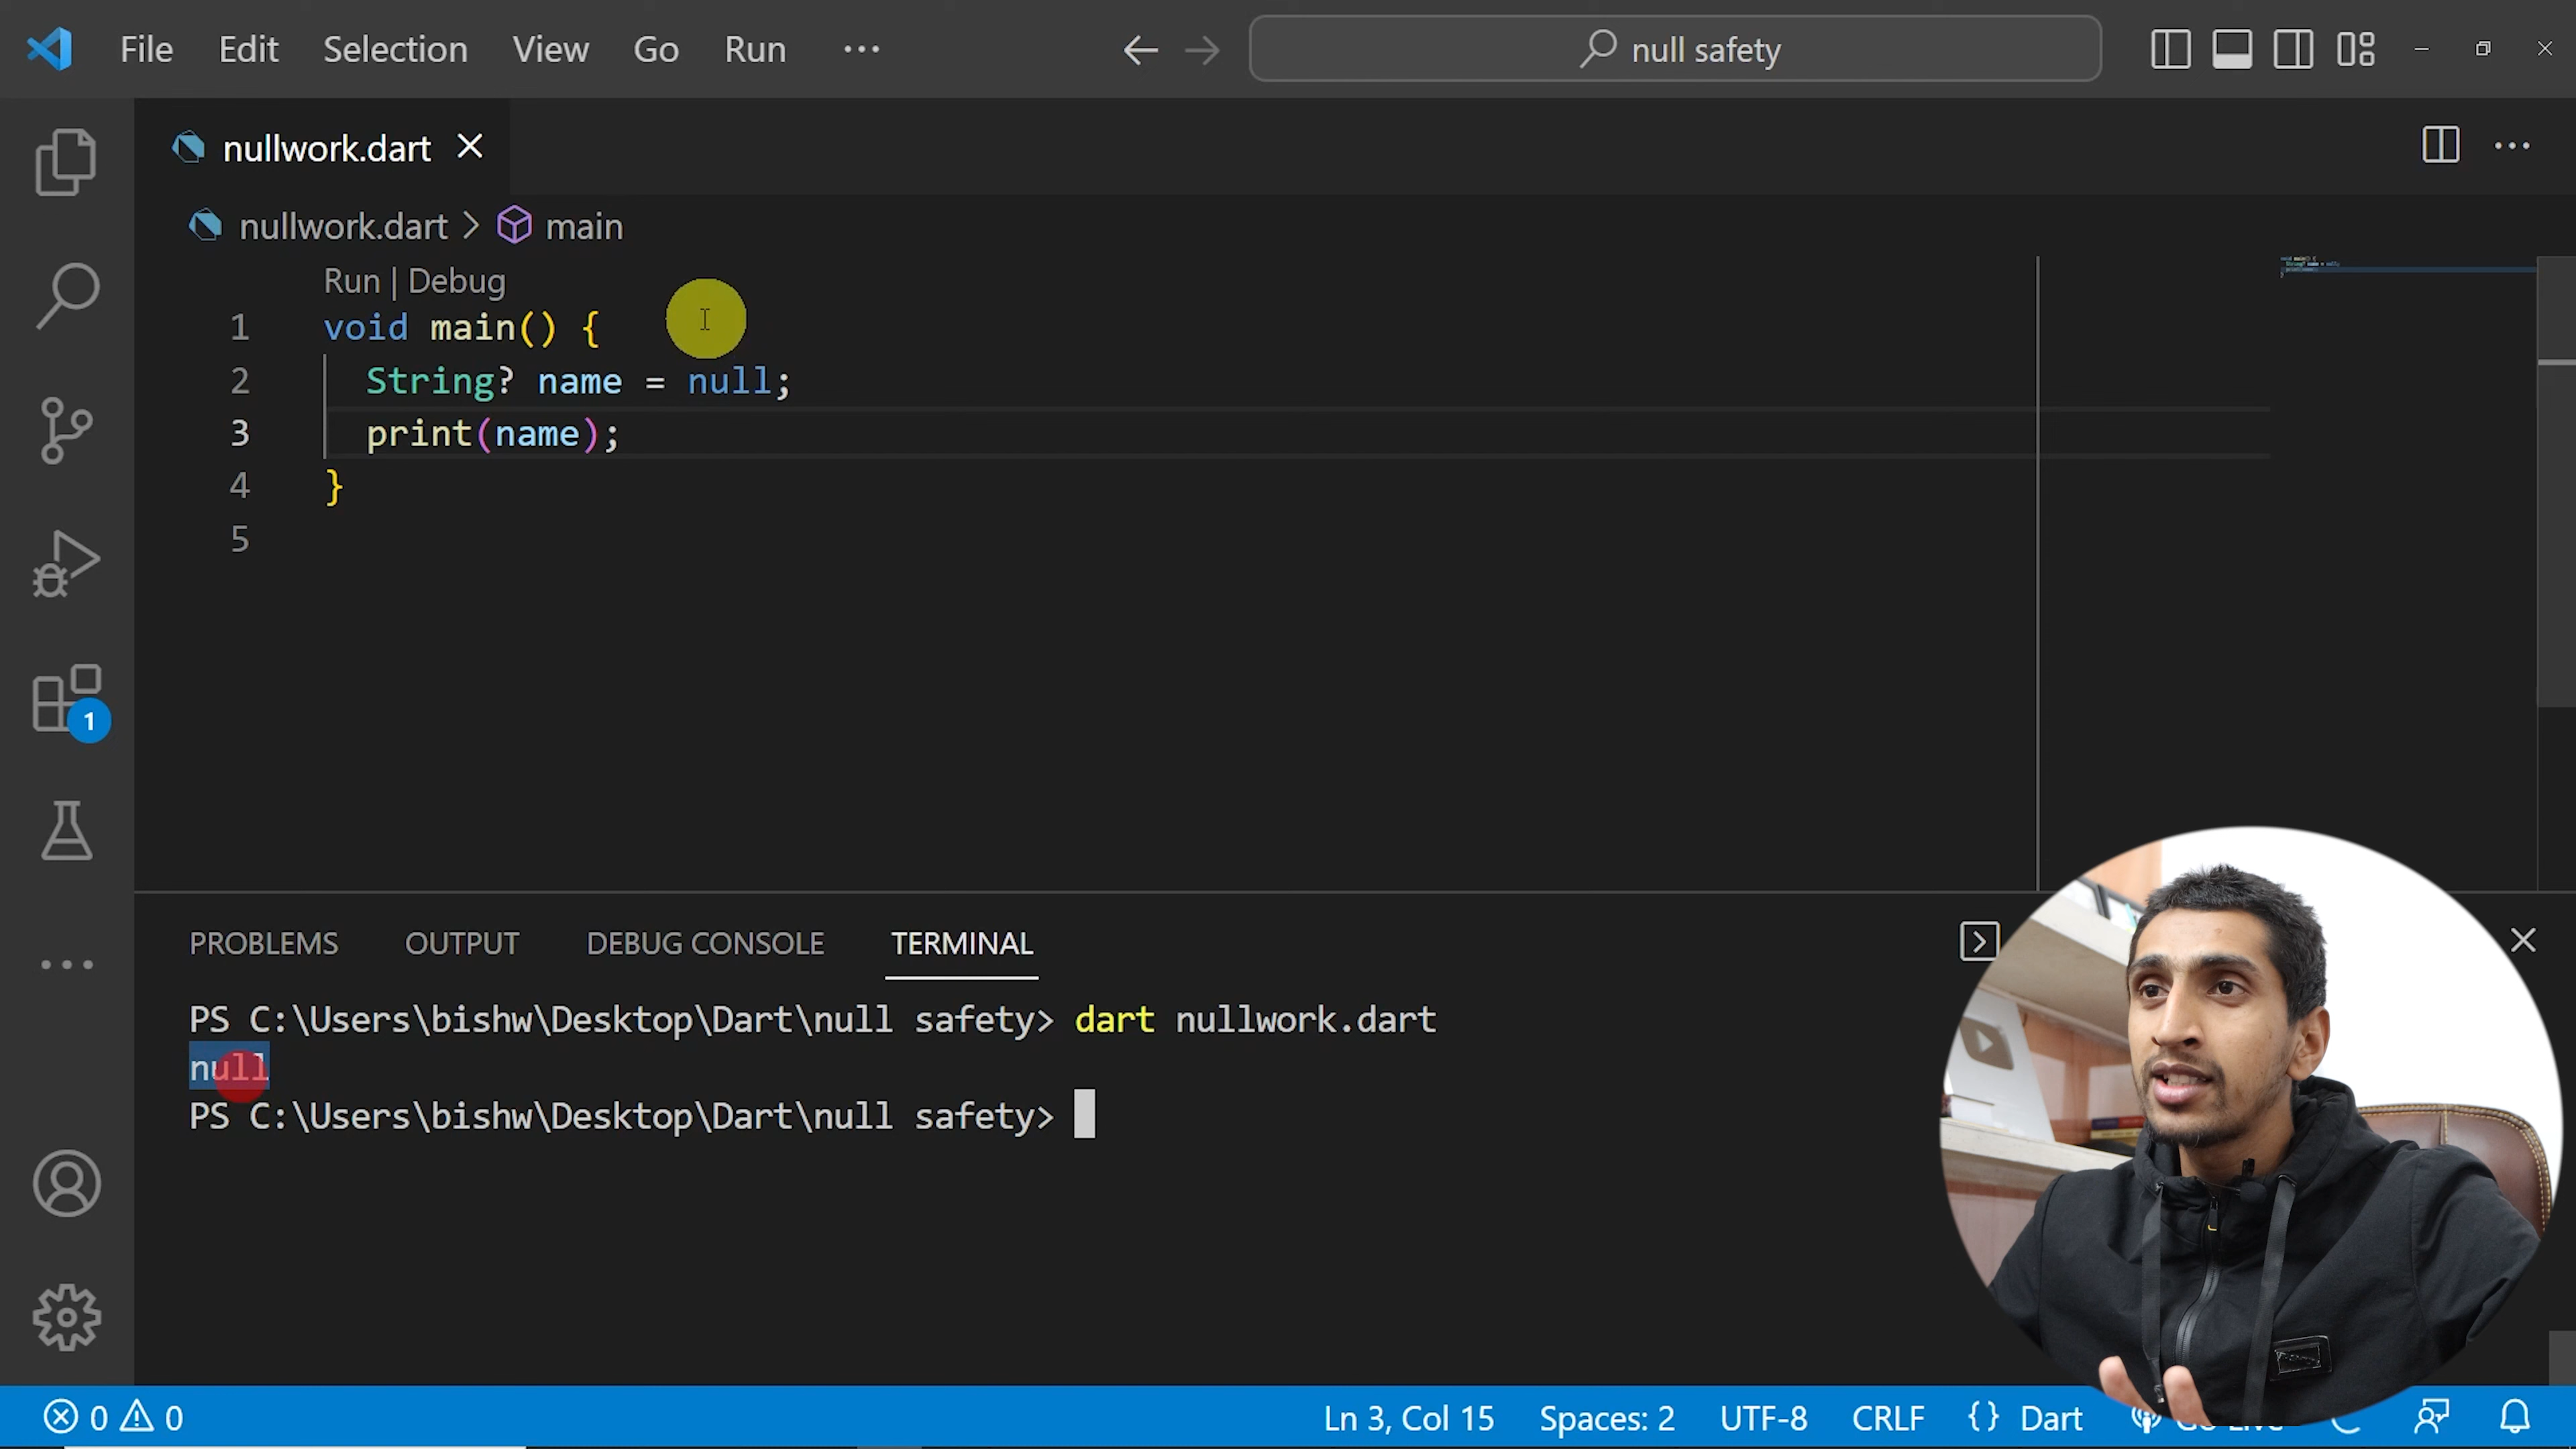 File Edit Selection View Go Run ··· null safety
nullwork.dart
nullwork.dart > main
Run | Debug
1 void main() {
2 String? name = null;
3 print(name);
4 }
5
1
PROBLEMS OUTPUT DEBUG CONSOLE TERMINAL
PS C:\Users\bishw\Desktop\Dart\null safety> dart nullwork.dart
null
PS C:\Users\bishw\Desktop\Dart\null safety>
0 0 Ln 3, Col 15 Spaces: 2 UTF-8 CRLF {} Dart Go Live